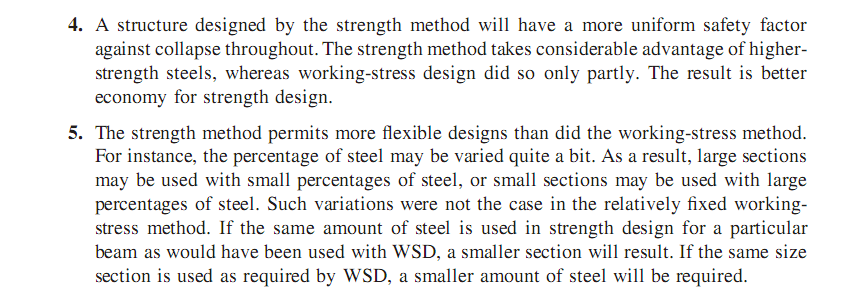 4. A structure designed by the strength method will have a more uniform safety factor
against collapse throughout. The strength method takes considerable advantage of higher-
strength steels, whereas working-stress design did so only partly. The result is better
economy for strength design.
5. The strength method permits more flexible designs than did the working-stress method.
For instance, the percentage of steel may be varied quite a bit. As a result, large sections
may be used with small percentages of steel, or small sections may be used with large
percentages of steel. Such variations were not the case in the relatively fixed working-
stress method. If the same amount of steel is used in strength design for a particular
beam as would have been used with WSD, a smaller section will result. If the same size
section is used as required by WSD, a smaller amount of steel will be required.